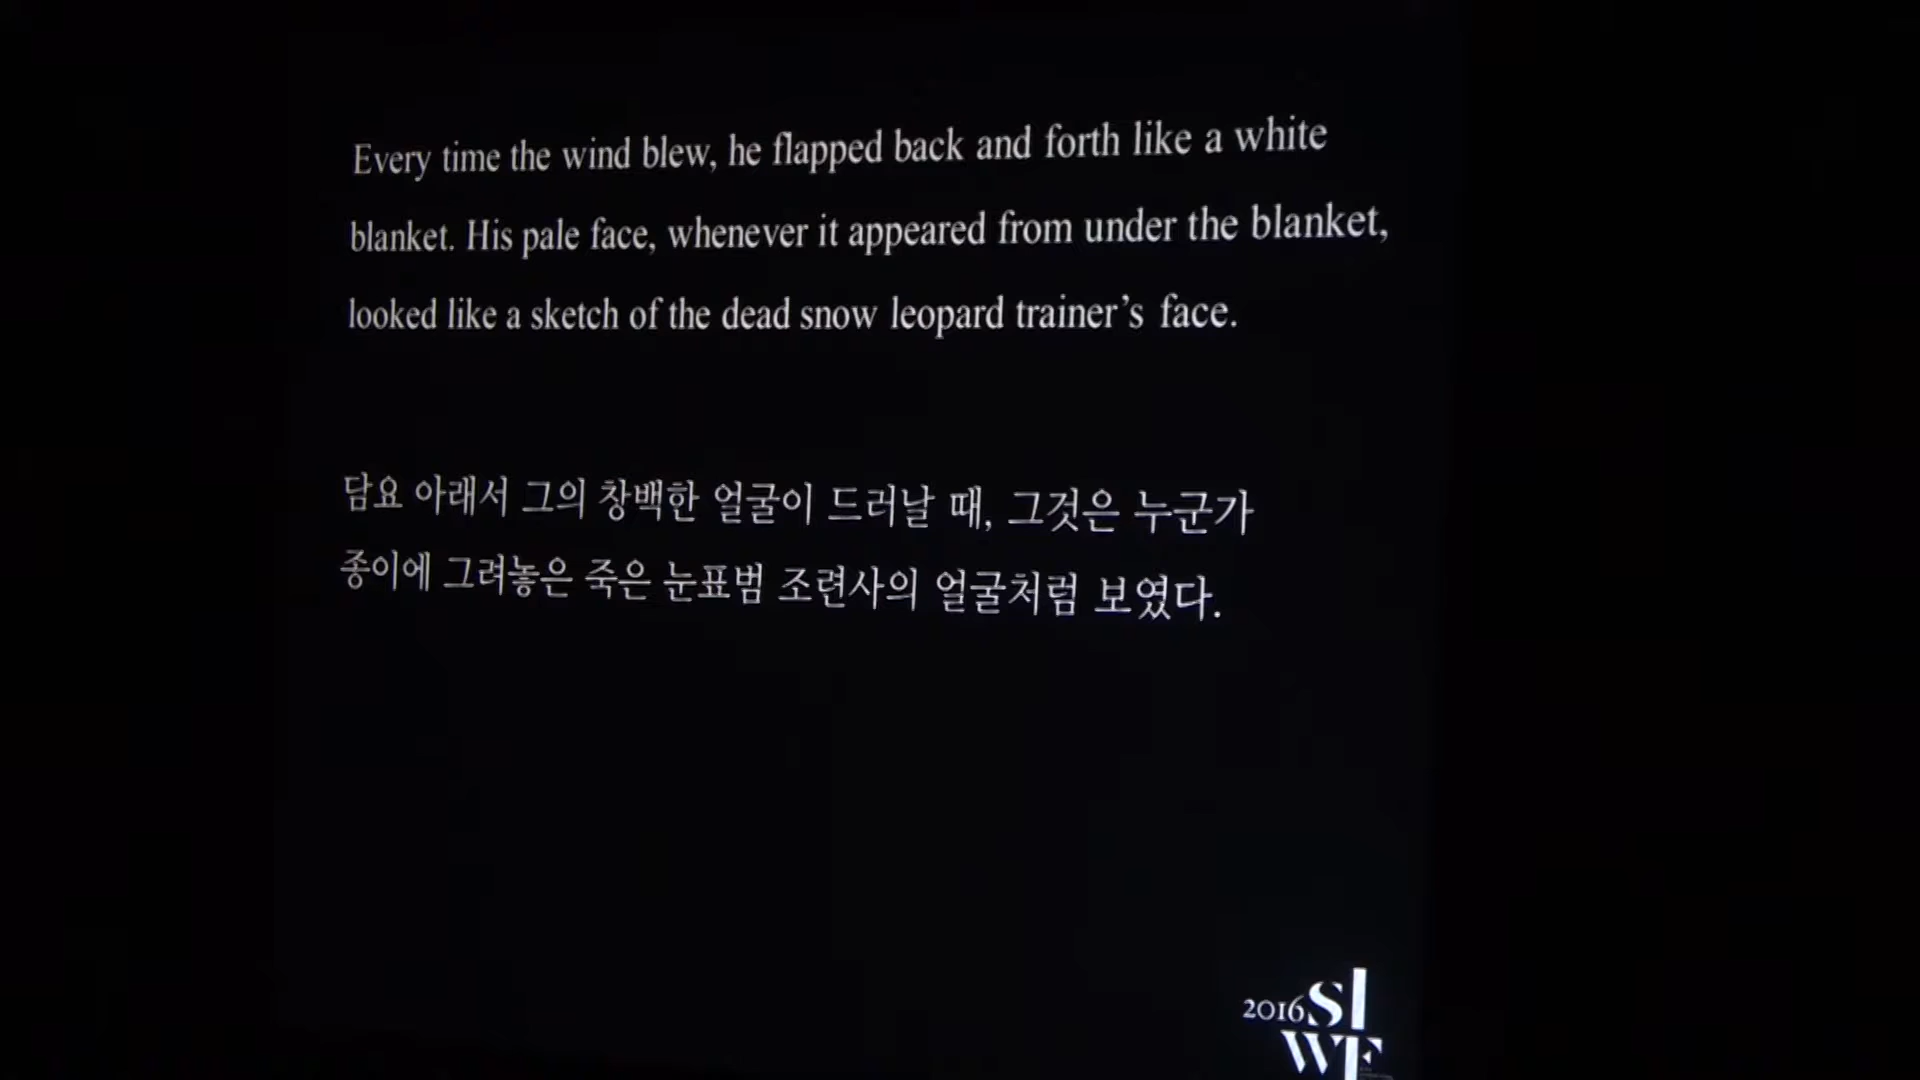 Every time the wind blew, he flapped back and forth like a white
blanket. His pale face, whenever it appeared from under the blanket,
looked like a sketch of the dead snow leopard trainer’s face.
담요 아래서 그의 창백한 얼굴이 드러날 때, 그것은 누군가
종이에 그려놓은 죽은 눈표범 조련사의 얼굴처럼 보였다.
2016 SI
WF